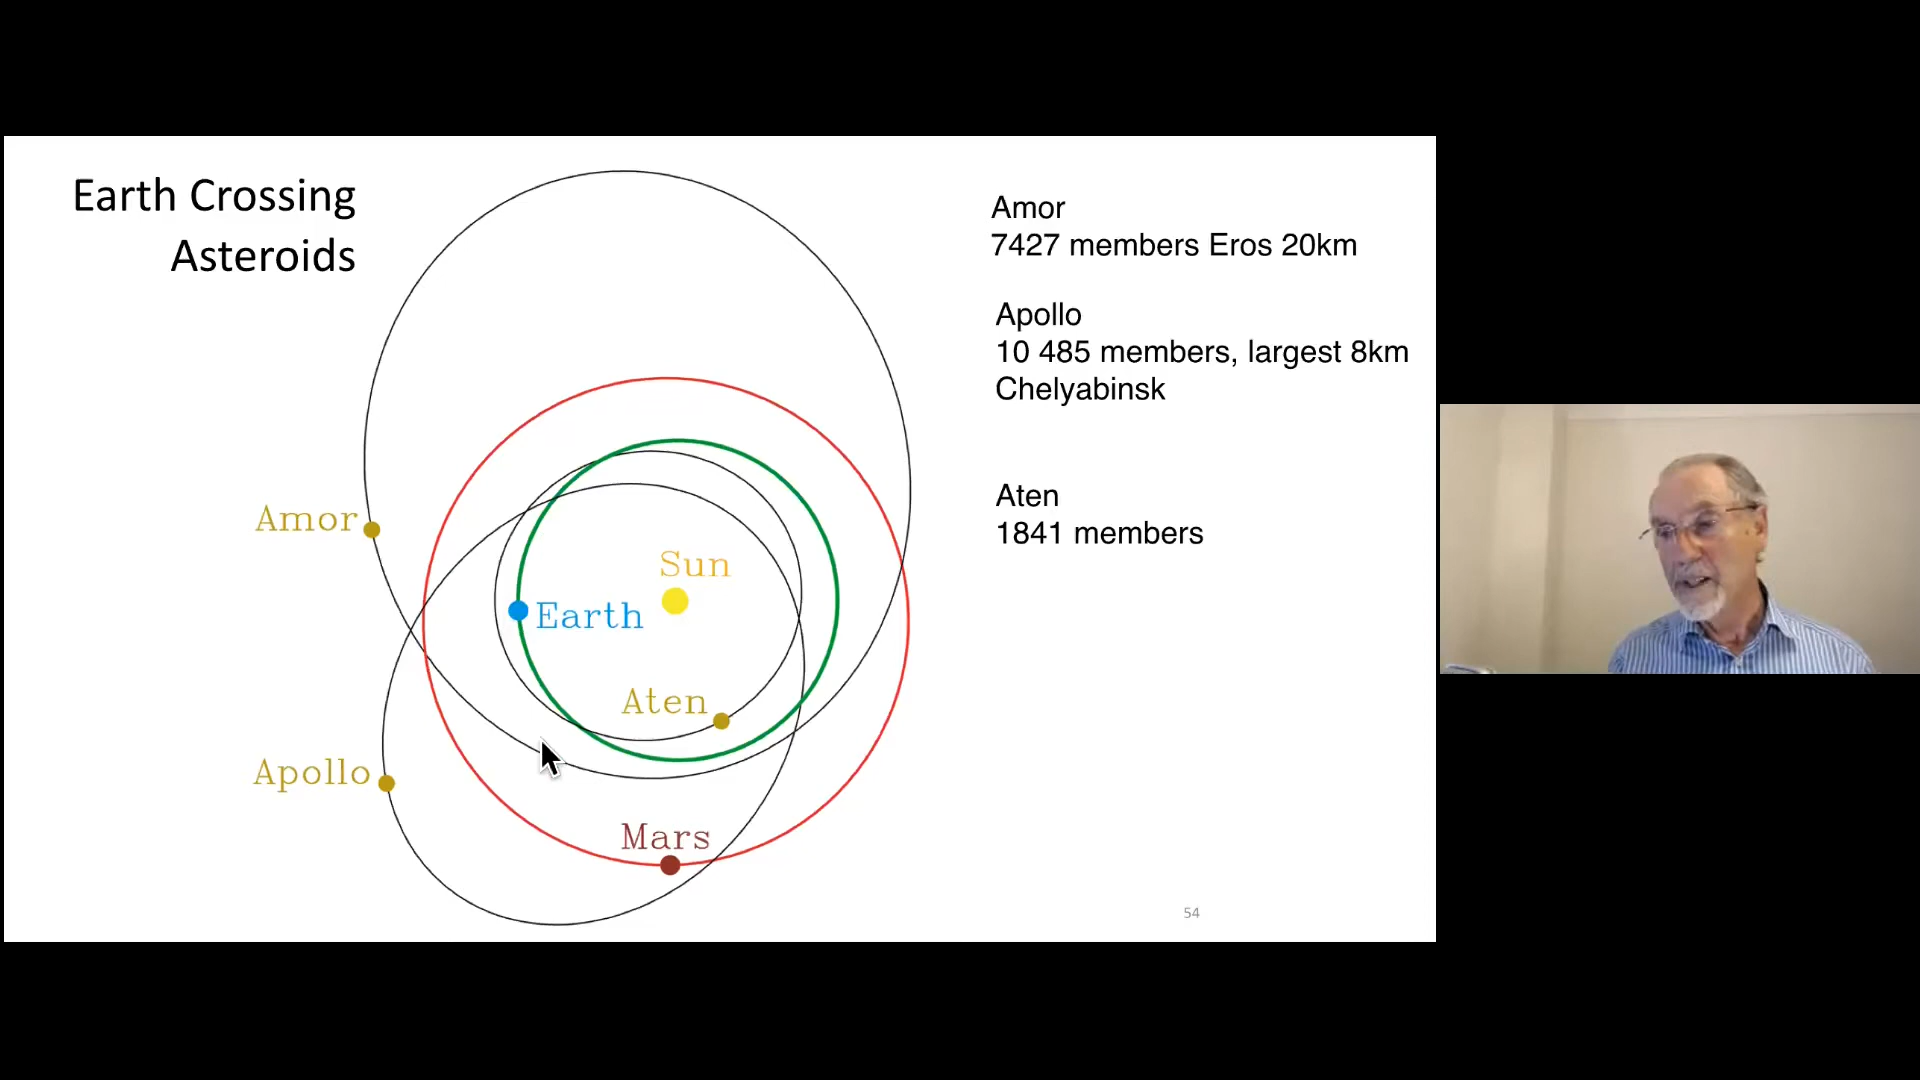 Earth Crossing
Asteroids
Amor
7427 members Eros 20km
Apollo
10 485 members, largest 8km
Chelyabinsk
Aten
1841 members
Amor
Sun
Earth
Aten
Apollo
Mars
54